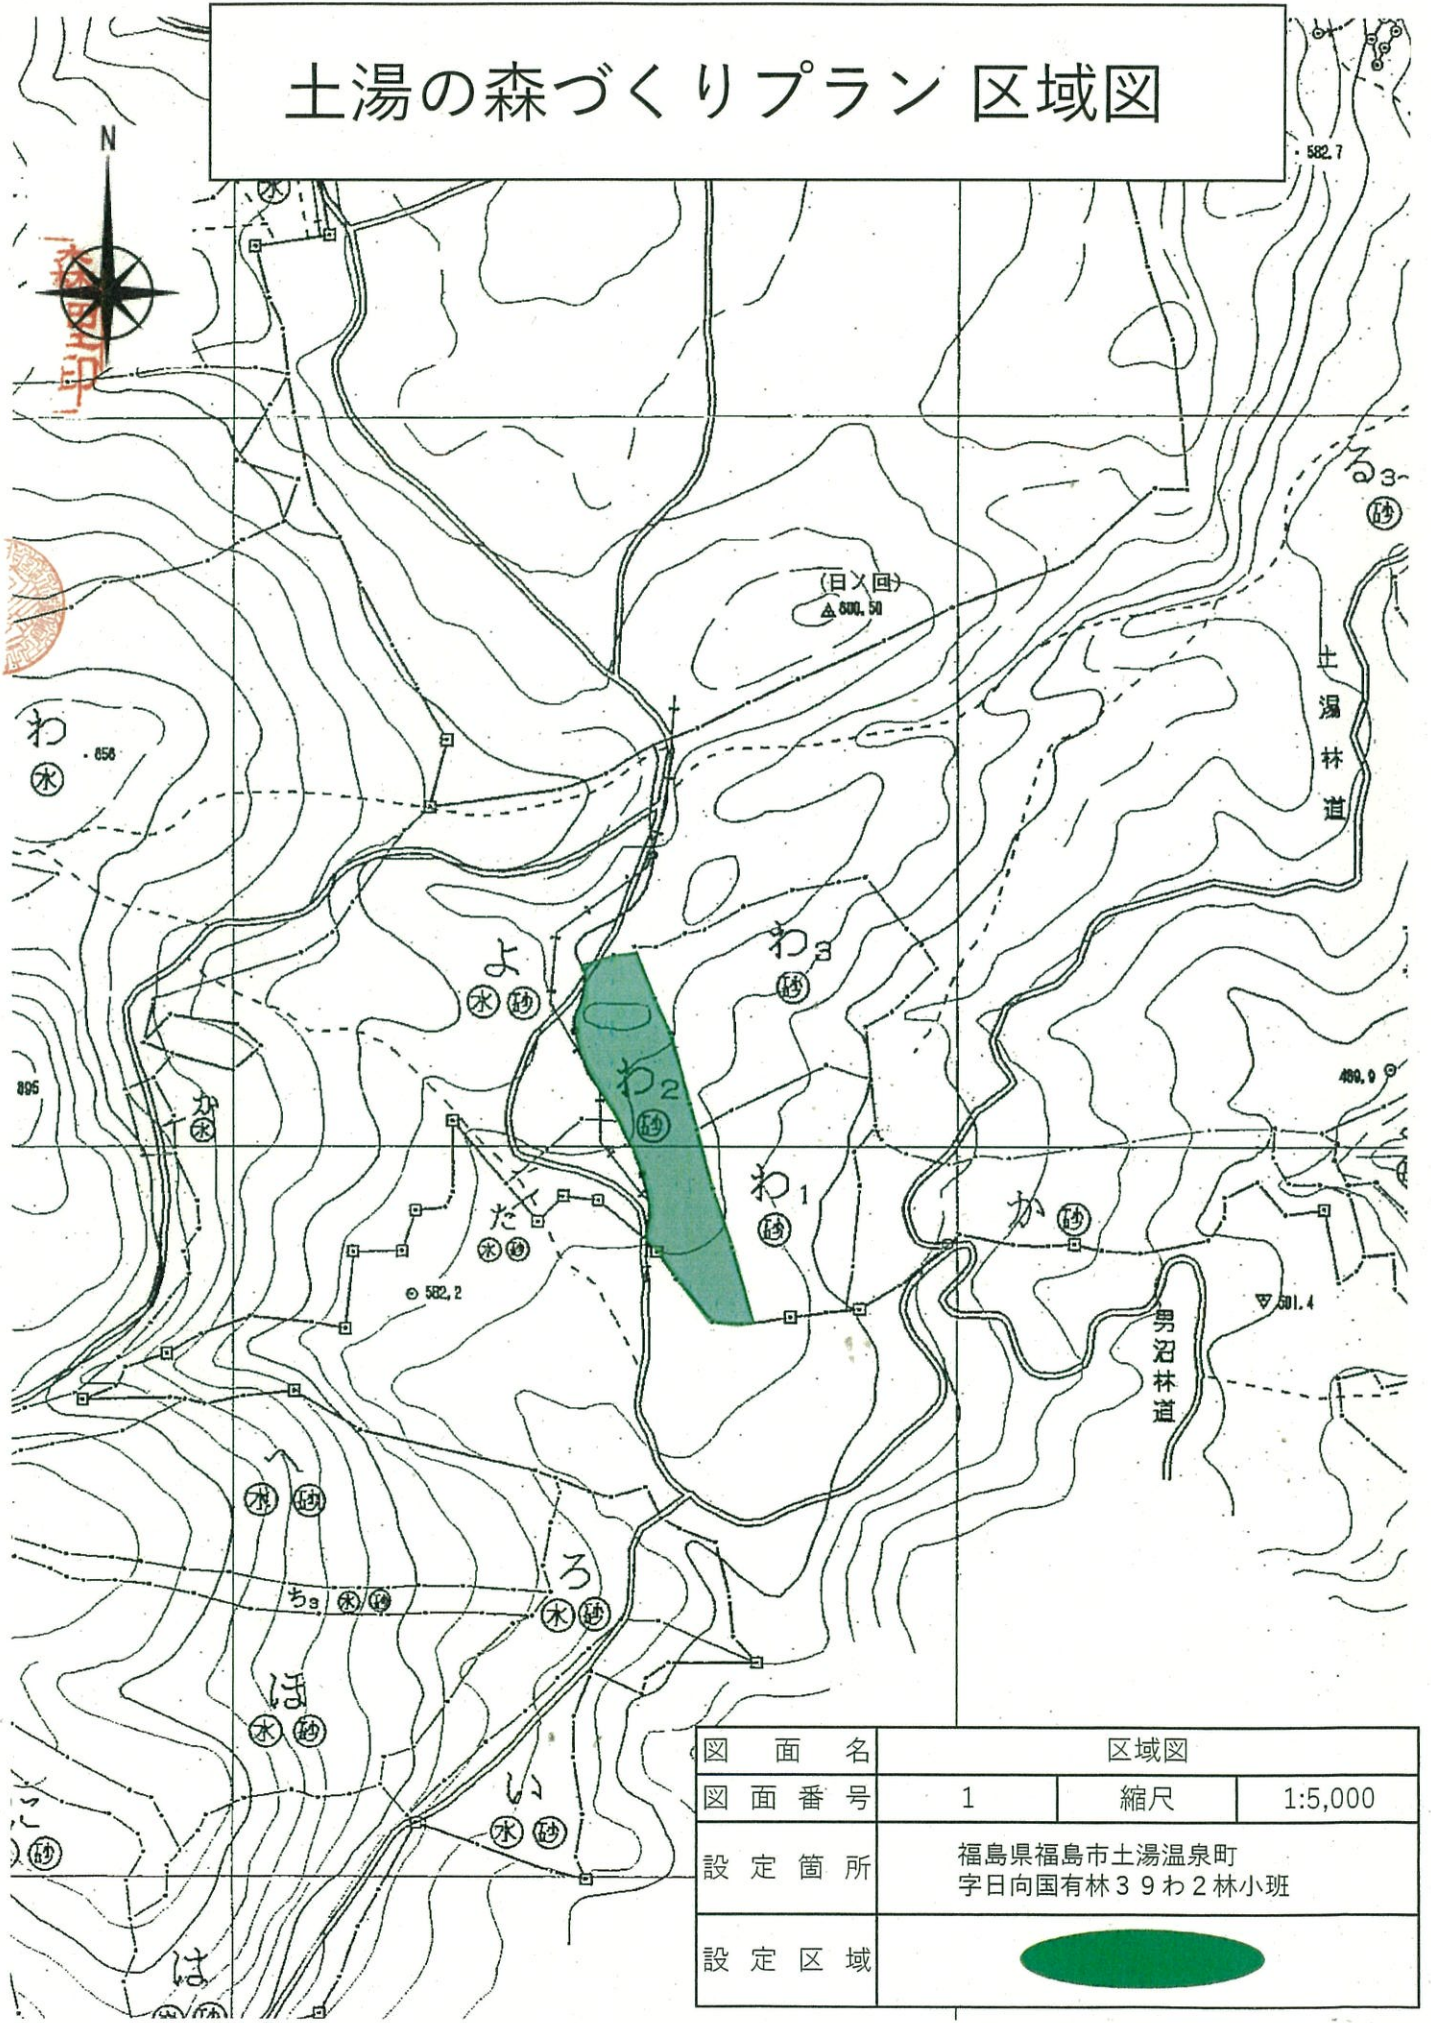 土湯の森づくりプラン 区域図
N
水
582.7
る3
砂
(日ノ回)
600.50
土湯林道
わ
水
656
よ
水 砂
わ3
砂
わ2
砂
895
か
水
489.9
わ1
砂
か 砂
た
水 砂
582.2
501.4
男沼林道
へ
水 砂
ろ
水 砂
ち3 水 砂
ほ
水 砂
い
水 砂
に
砂
は
砂
図面名 区域図
図面番号 1 縮尺 1:5,000
設定箇所 福島県福島市土湯温泉町
字日向国有林39わ2林小班
設定区域